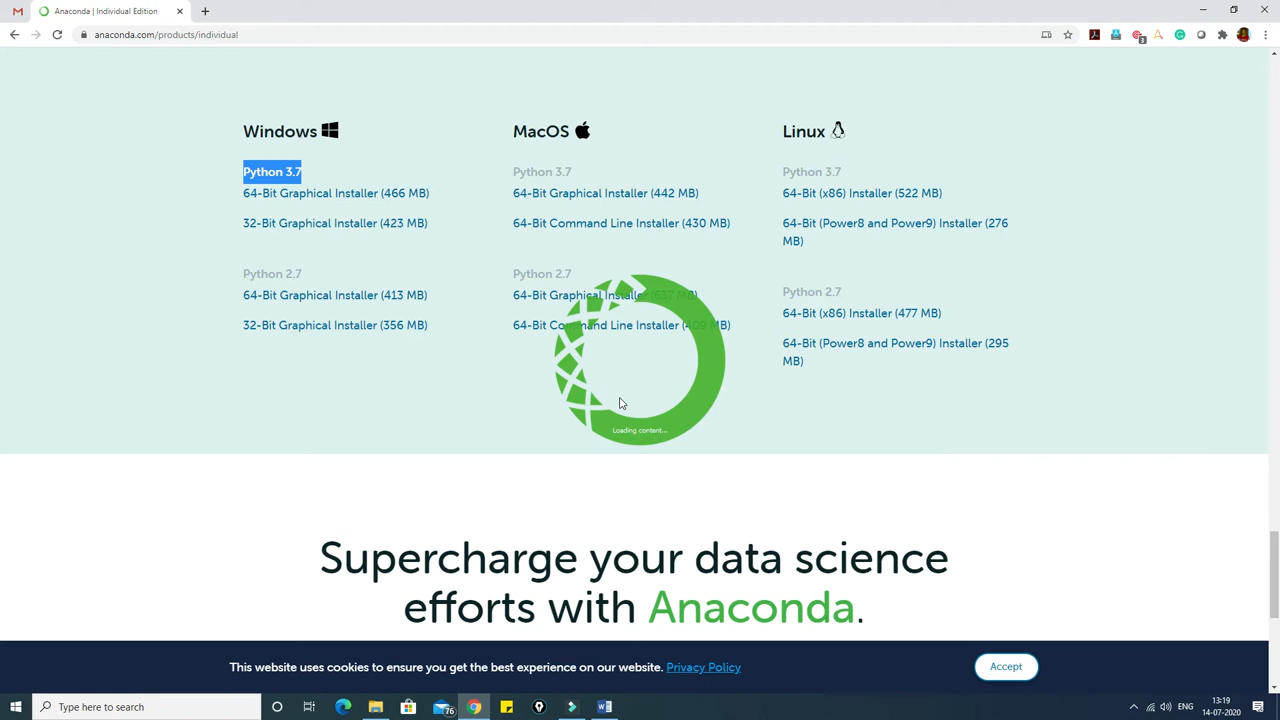 Anaconda | Individual Edition
anaconda.com/products/individual
3
Windows
MacOS
Linux
Python 3.7
64-Bit Graphical Installer (466 MB)
32-Bit Graphical Installer (423 MB)
Python 2.7
64-Bit Graphical Installer (413 MB)
32-Bit Graphical Installer (356 MB)
Python 3.7
64-Bit Graphical Installer (442 MB)
64-Bit Command Line Installer (430 MB)
Python 2.7
64-Bit Graphical Installer (637 MB)
64-Bit Command Line Installer (409 MB)
Python 3.7
64-Bit (x86) Installer (522 MB)
64-Bit (Power8 and Power9) Installer (276
MB)
Python 2.7
64-Bit (x86) Installer (477 MB)
64-Bit (Power8 and Power9) Installer (295
MB)
Loading content...
Supercharge your data science
efforts with Anaconda.
This website uses cookies to ensure you get the best experience on our website. Privacy Policy
Accept
Type here to search
76
ENG
13:19
14-07-2020